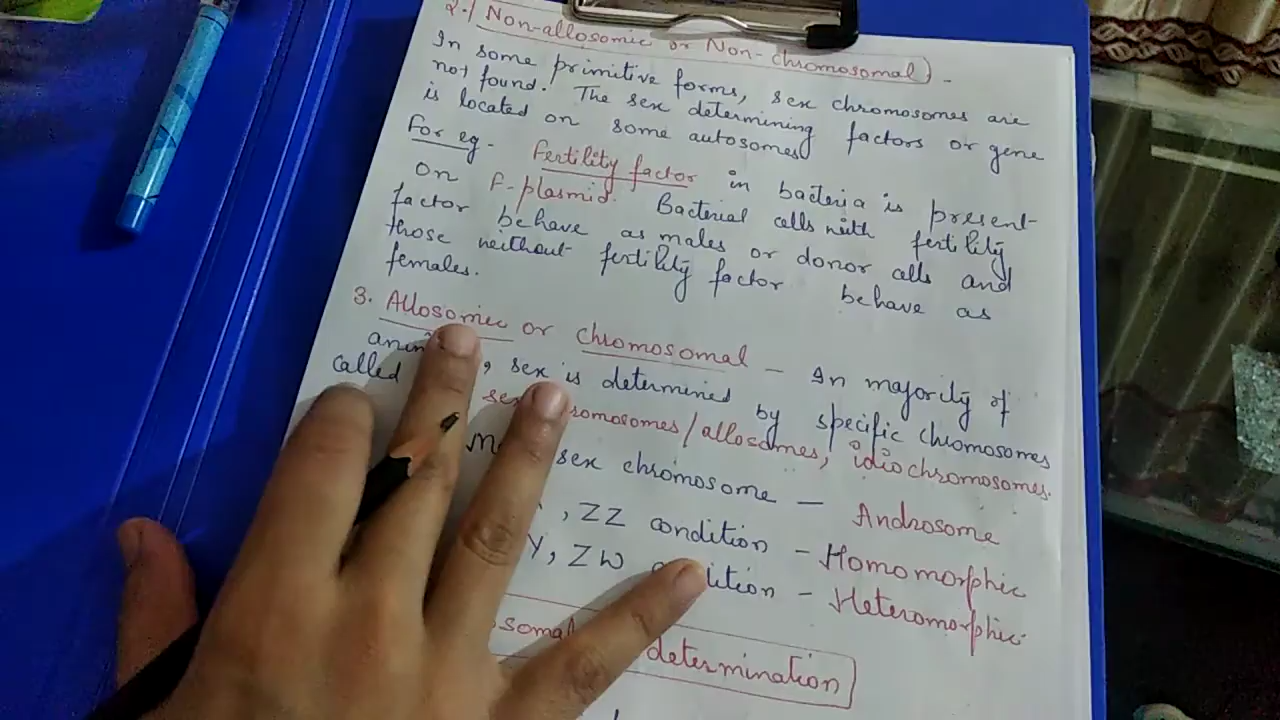 2.) Non-allosomic or Non-chromosomal) -
In some primitive forms, sex chromosomes are
not found. The sex determining factors or gene
is located on some autosomes
For eg- Fertility factor in bacteria is present
on F-plasmid. Bacterial cells with fertility
factor behave as males or donor cells and
those without fertility factor behave as
females.
3. Allosomic or chromosomal - In majority of
, sex is determined by specific chromosomes
called romosomes/allosomes, idiochromosomes.
sex chromosome - Androsome
, ZZ condition - Homomorphic
Y, ZW condition - Heteromorphic
somal determination